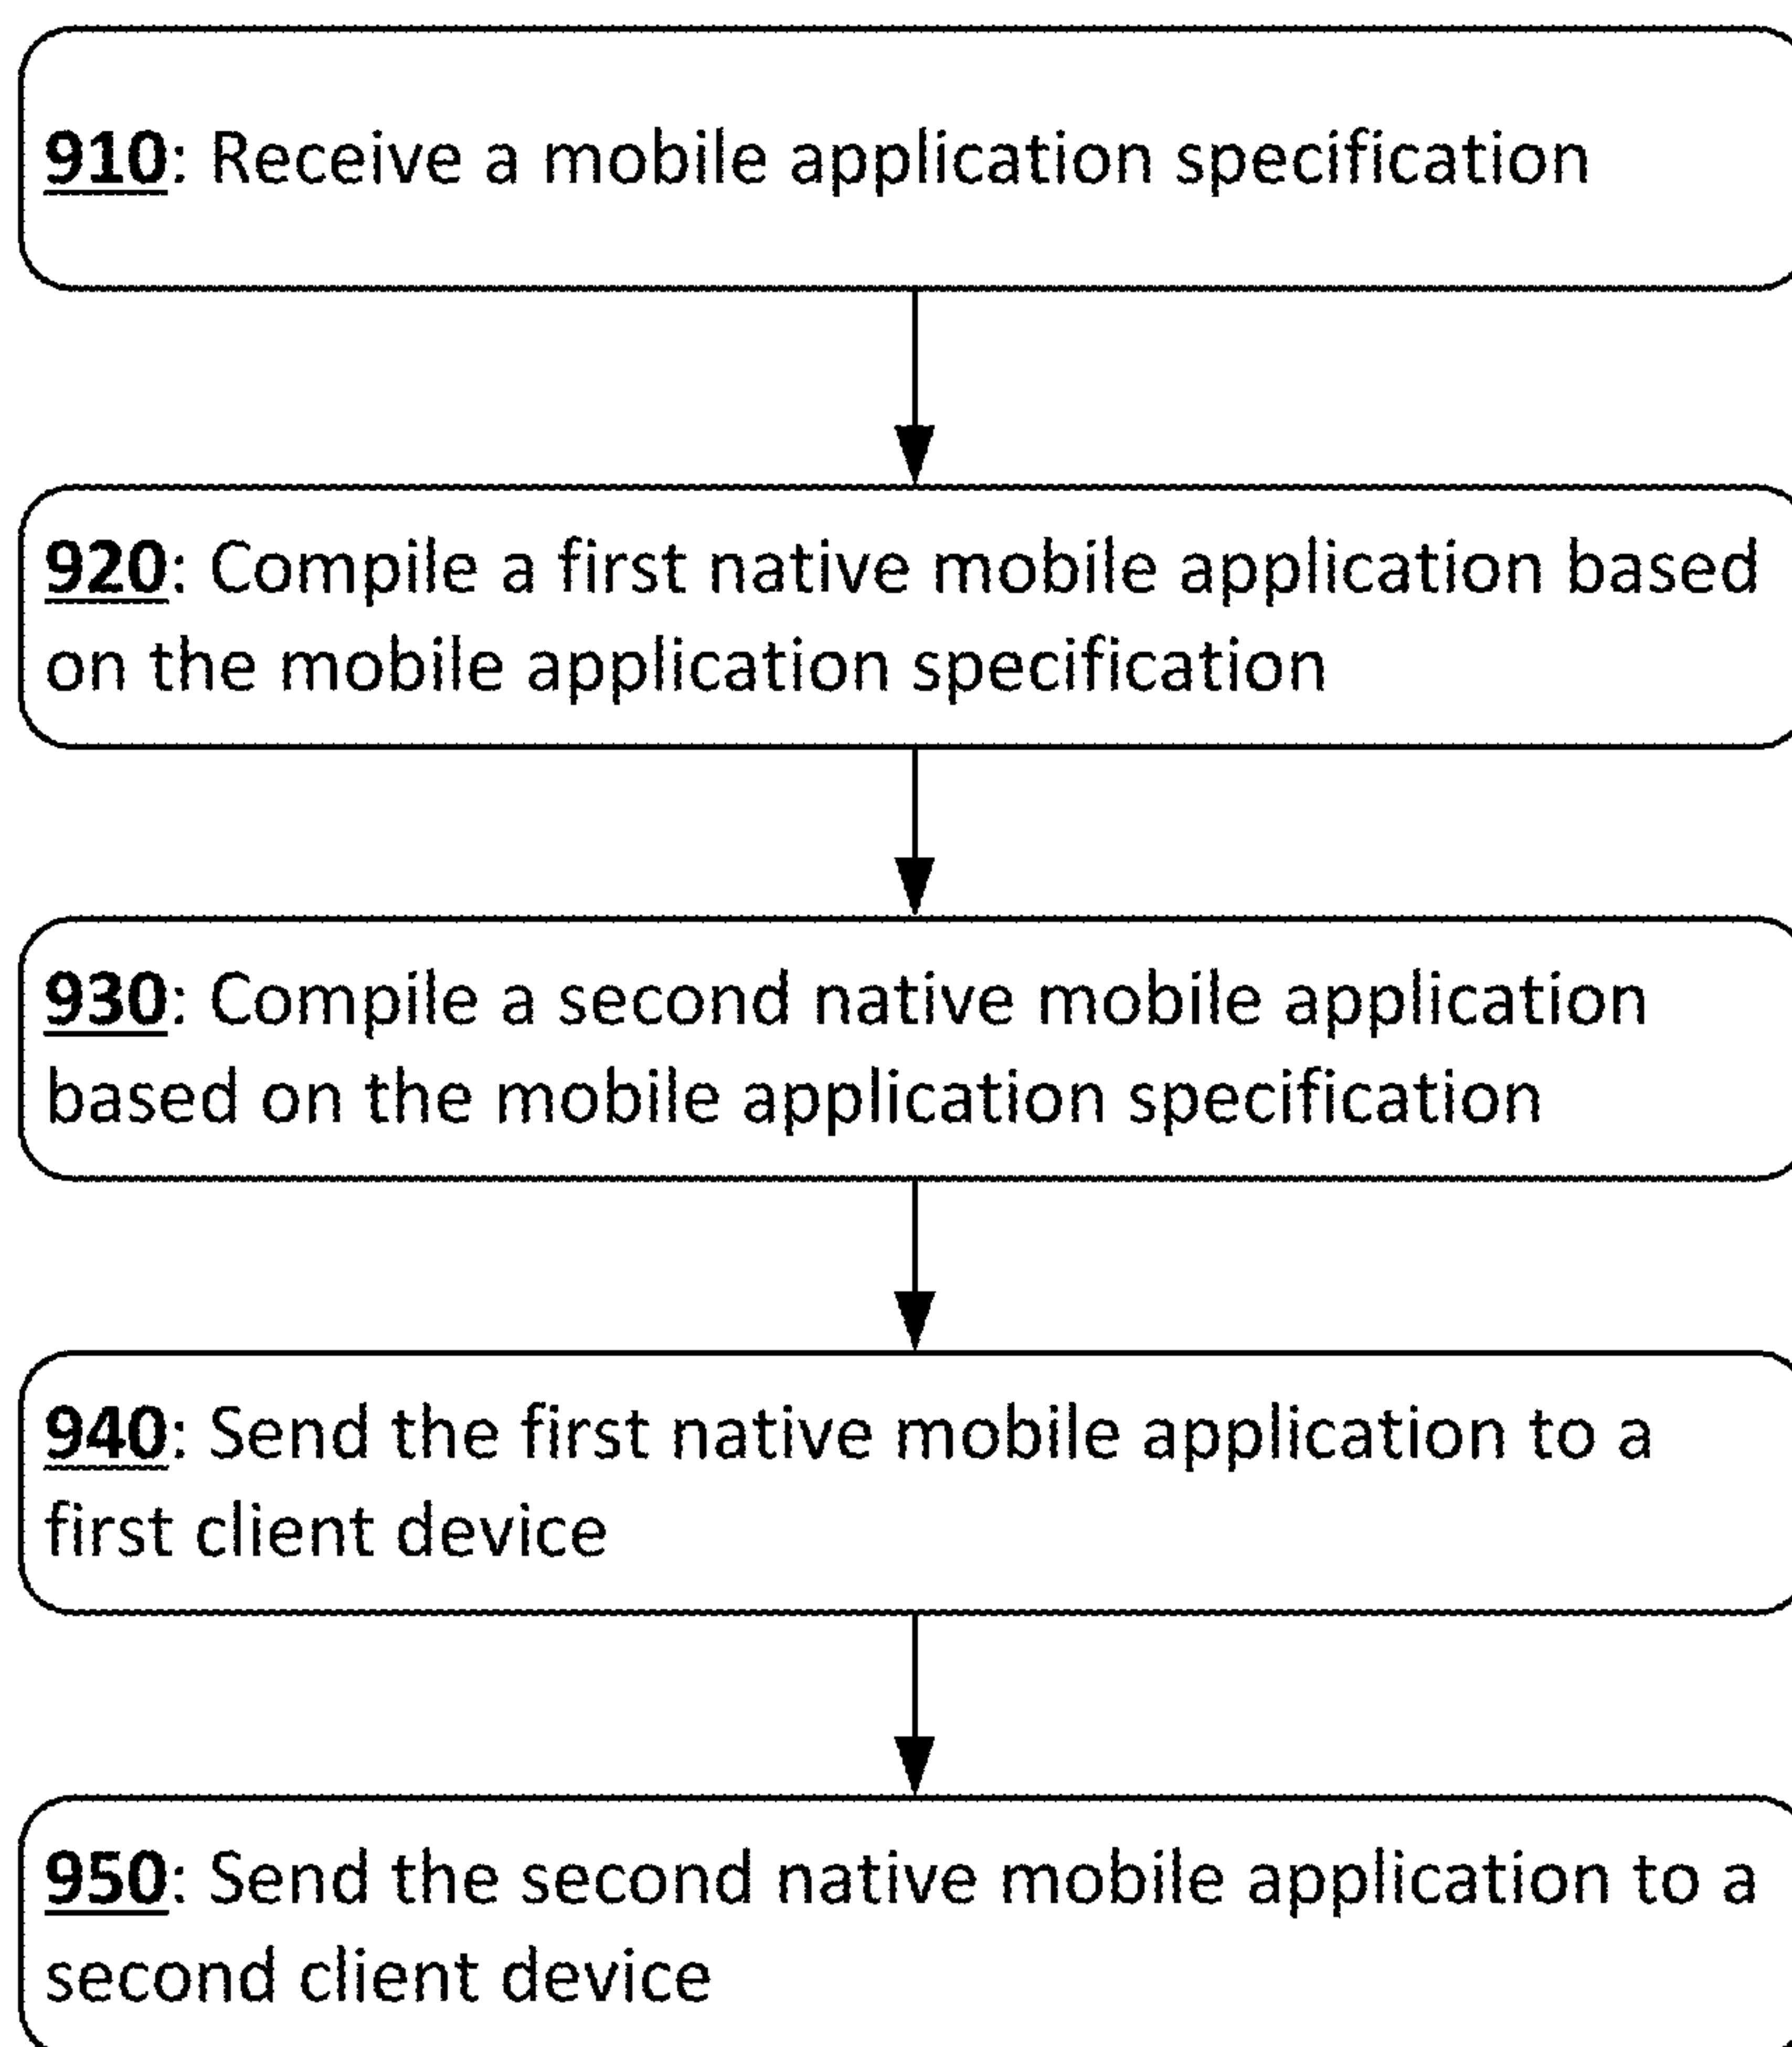 910: Receive a mobile application specification
920: Compile a first native mobile application based
on the mobile application specification
930: Compile a second native mobile application
based on the mobile application specification
940: Send the first native mobile application to a
first client device
950: Send the second native mobile application to a
second client device